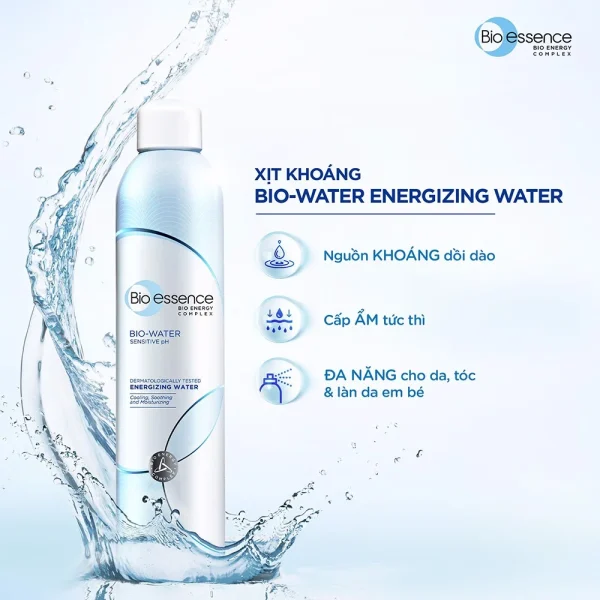 Bio essence
BIO ENERGY
COMPLEX
XỊT KHOÁNG
BIO-WATER ENERGIZING WATER
Nguồn KHOÁNG dồi dào
Cấp ẨM tức thì
ĐA NĂNG cho da, tóc
& làn da em bé
Bio essence
BIO ENERGY
COMPLEX
BIO-WATER
SENSITIVE pH
DERMATOLOGICALLY TESTED
ENERGIZING WATER
Cooling, Soothing
and Moisturizing